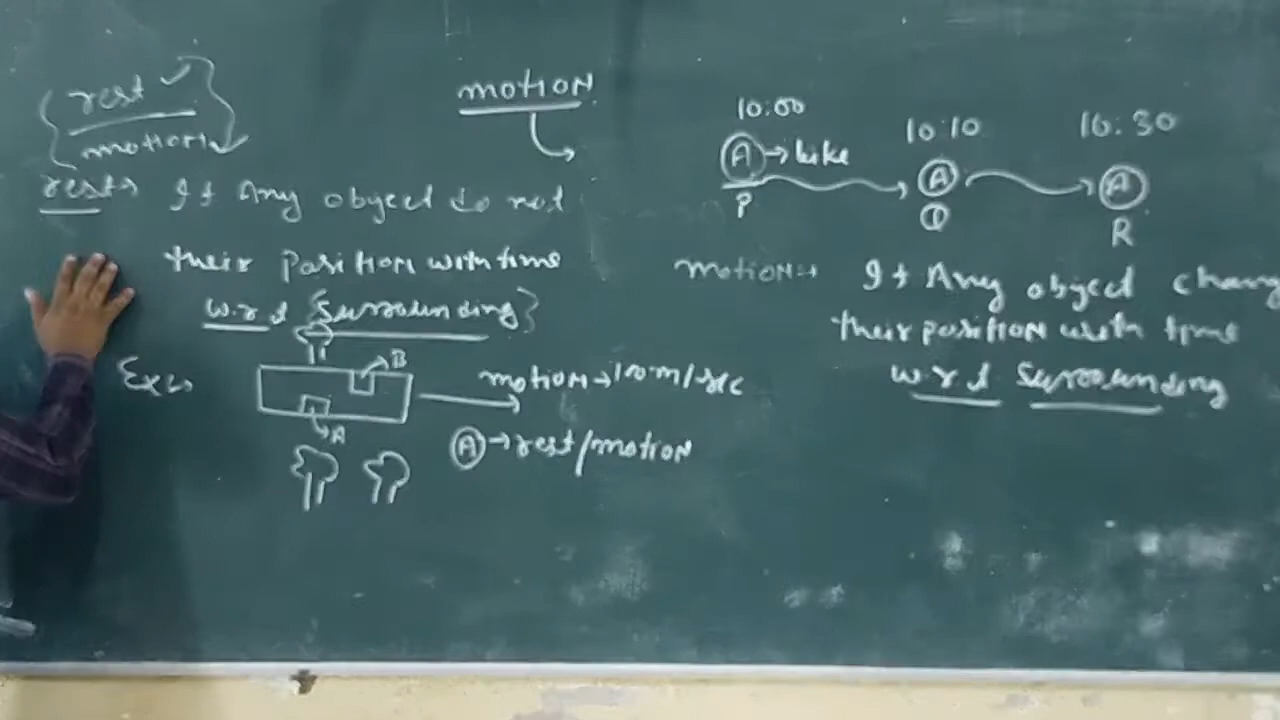 rest
motion
motion
rest→ If Any object do not
their position with time
w.r.t surrounding
Ex→
B
A
motion→100m/sec
A→rest/motion
10:00
10:10
10:30
A→bike
A
A
P
Q
R
motion→ If Any object chang
their position with time
w.r.t surrounding